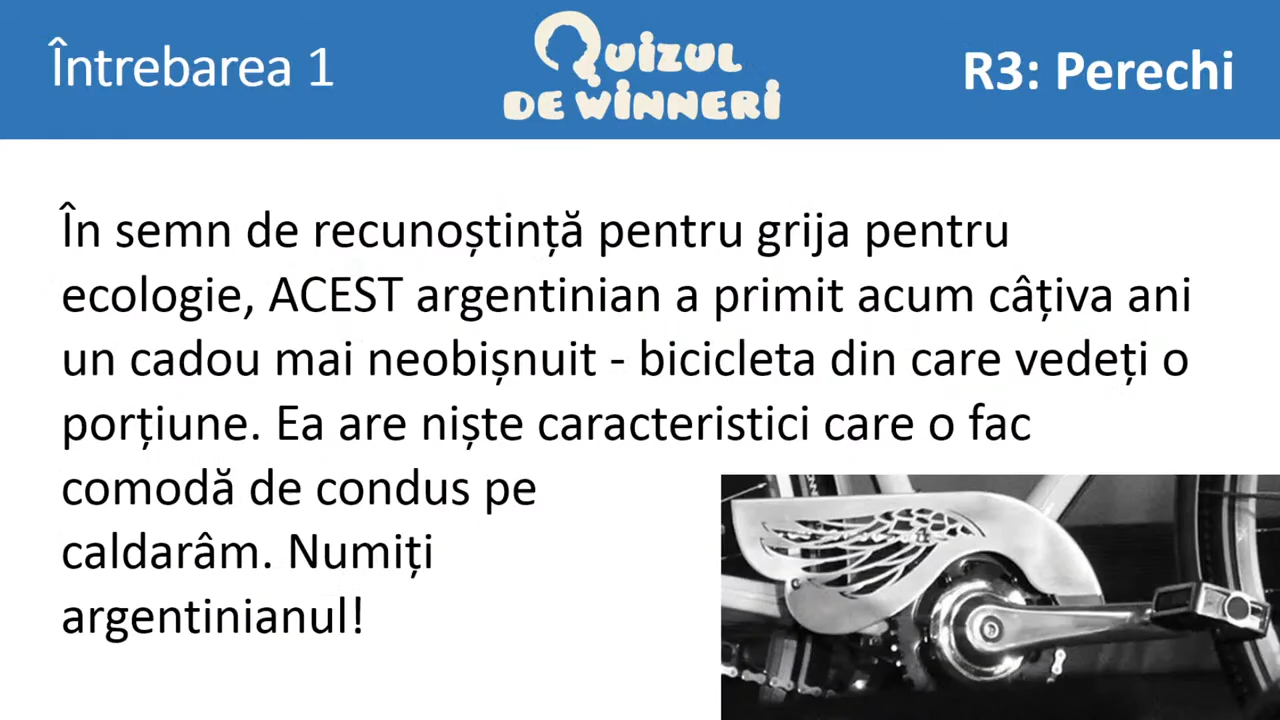 Întrebarea 1
QUiZUL
DE WiNNERi
R3: Perechi
În semn de recunoștință pentru grija pentru
ecologie, ACEST argentinian a primit acum câțiva ani
un cadou mai neobișnuit - bicicleta din care vedeți o
porțiune. Ea are niște caracteristici care o fac
comodă de condus pe
caldarâm. Numiți
argentinianul!